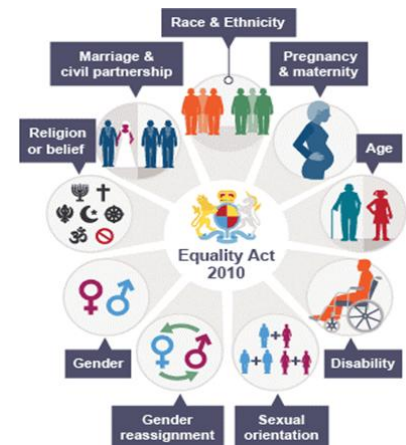 Race & Ethnicity
Marriage &
civil partnership
Pregnancy
& maternity
Religion
or belief
Age
Equality Act
2010
Gender
Disability
Gender
reassignment
Sexual
orientation